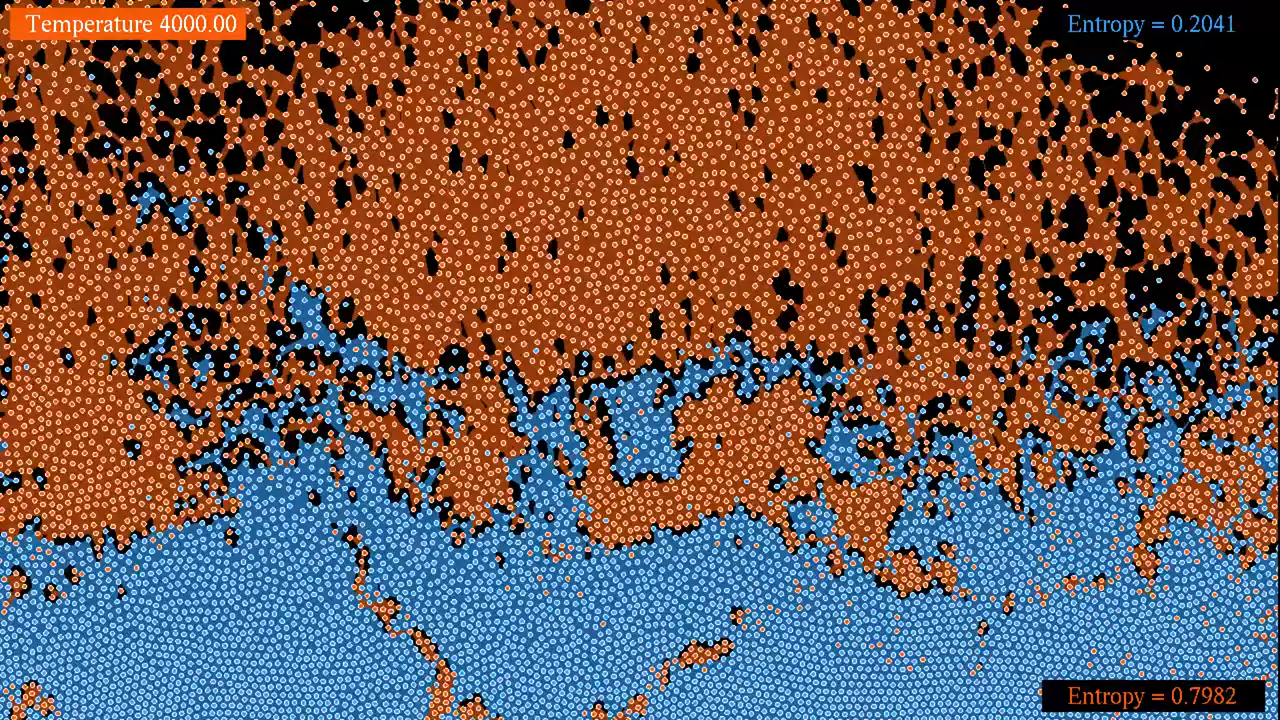 Temperature 4000.00
Entropy = 0.2041
Entropy = 0.7982